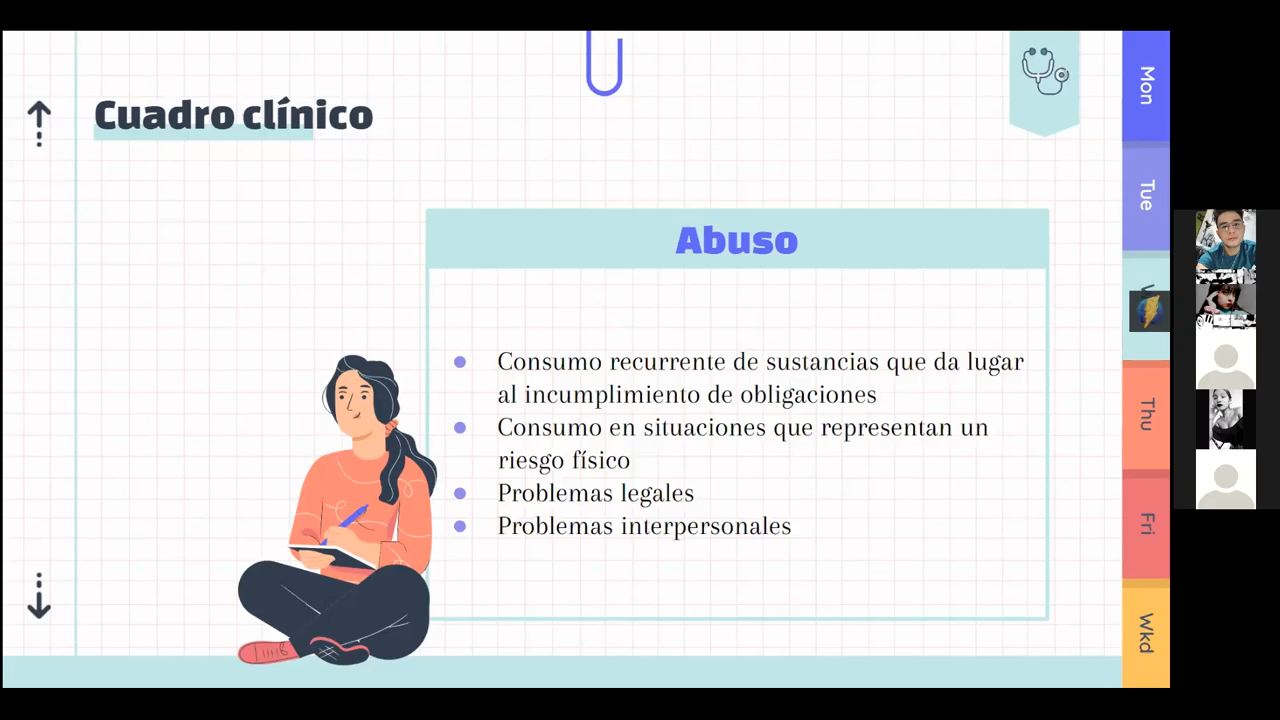 Cuadro clínico
Abuso
Consumo recurrente de sustancias que da lugar
al incumplimiento de obligaciones
Consumo en situaciones que representan un
riesgo físico
Problemas legales
Problemas interpersonales
Mon
Tue
Thu
Fri
Wkd